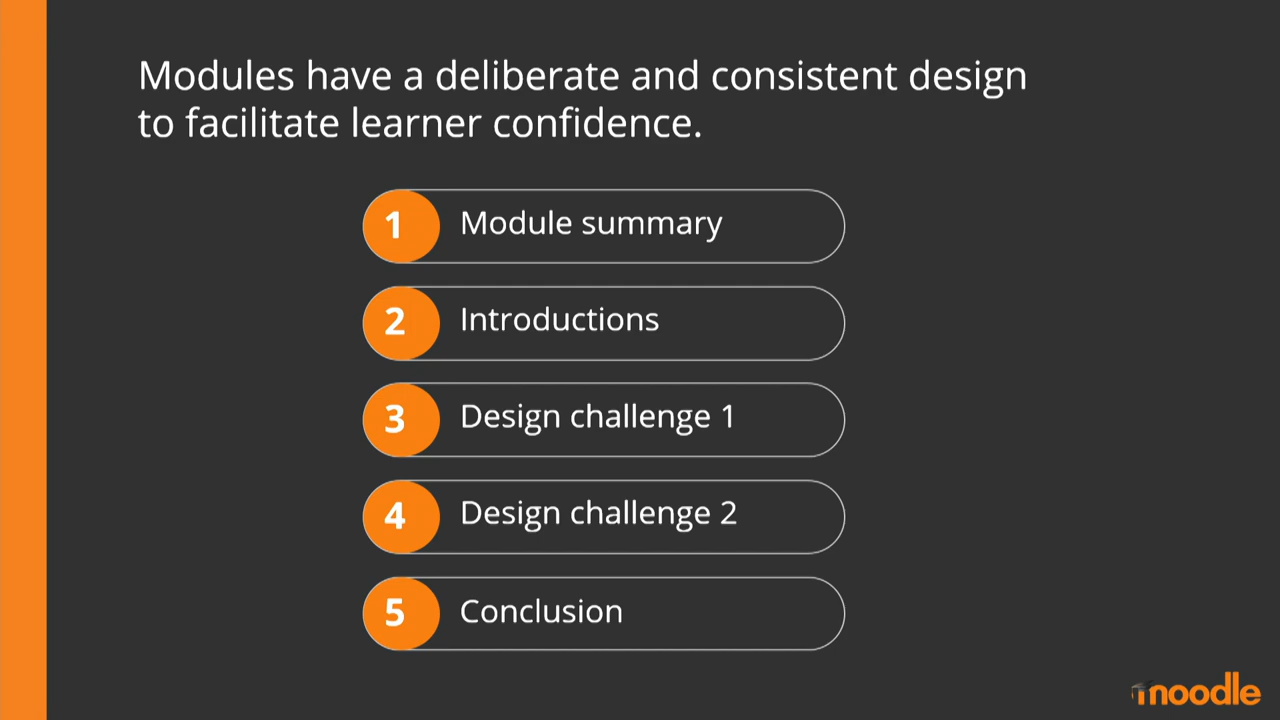 Modules have a deliberate and consistent design
to facilitate learner confidence.
1 Module summary
2 Introductions
3 Design challenge 1
4 Design challenge 2
5 Conclusion
moodle